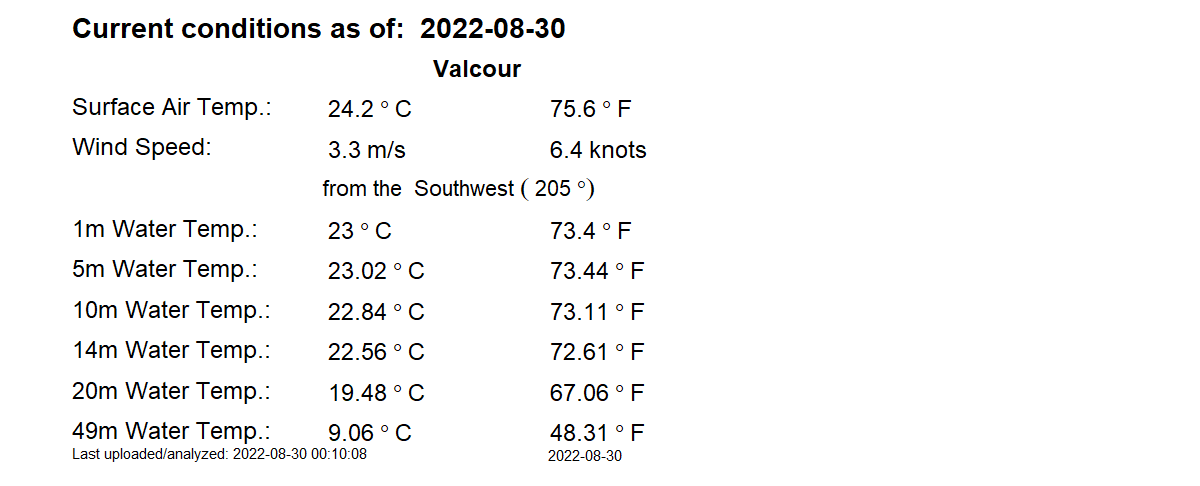 Current conditions as of: 2022-08-30
Valcour
Surface Air Temp.: 24.2 ° C 75.6 ° F
Wind Speed: 3.3 m/s 6.4 knots
from the Southwest ( 205 °)
1m Water Temp.: 23 ° C 73.4 ° F
5m Water Temp.: 23.02 ° C 73.44 ° F
10m Water Temp.: 22.84 ° C 73.11 ° F
14m Water Temp.: 22.56 ° C 72.61 ° F
20m Water Temp.: 19.48 ° C 67.06 ° F
49m Water Temp.: 9.06 ° C 48.31 ° F
Last uploaded/analyzed: 2022-08-30 00:10:08 2022-08-30